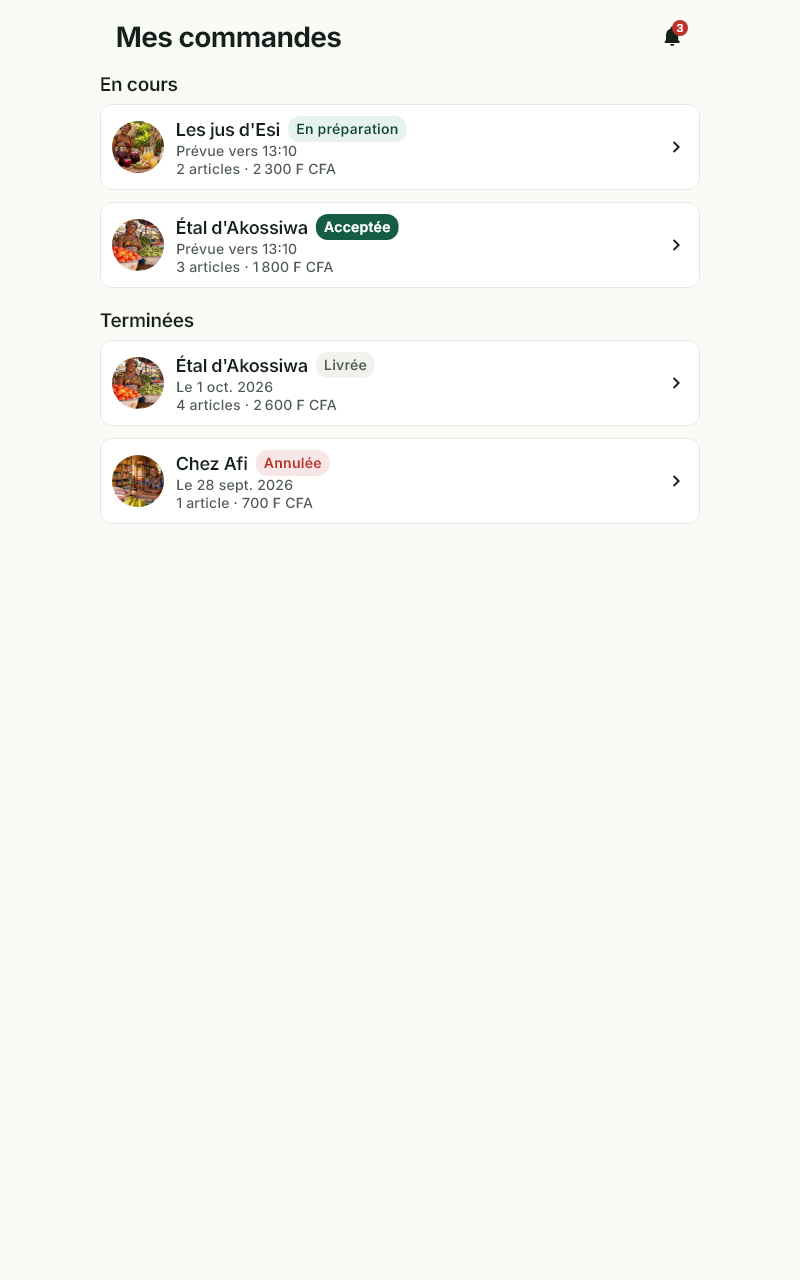 Mes commandes
3
En cours
Les jus d'Esi En préparation
Prévue vers 13:10
2 articles · 2 300 F CFA
Étal d'Akossiwa Acceptée
Prévue vers 13:10
3 articles · 1 800 F CFA
Terminées
Étal d'Akossiwa Livrée
Le 1 oct. 2026
4 articles · 2 600 F CFA
Chez Afi Annulée
Le 28 sept. 2026
1 article · 700 F CFA